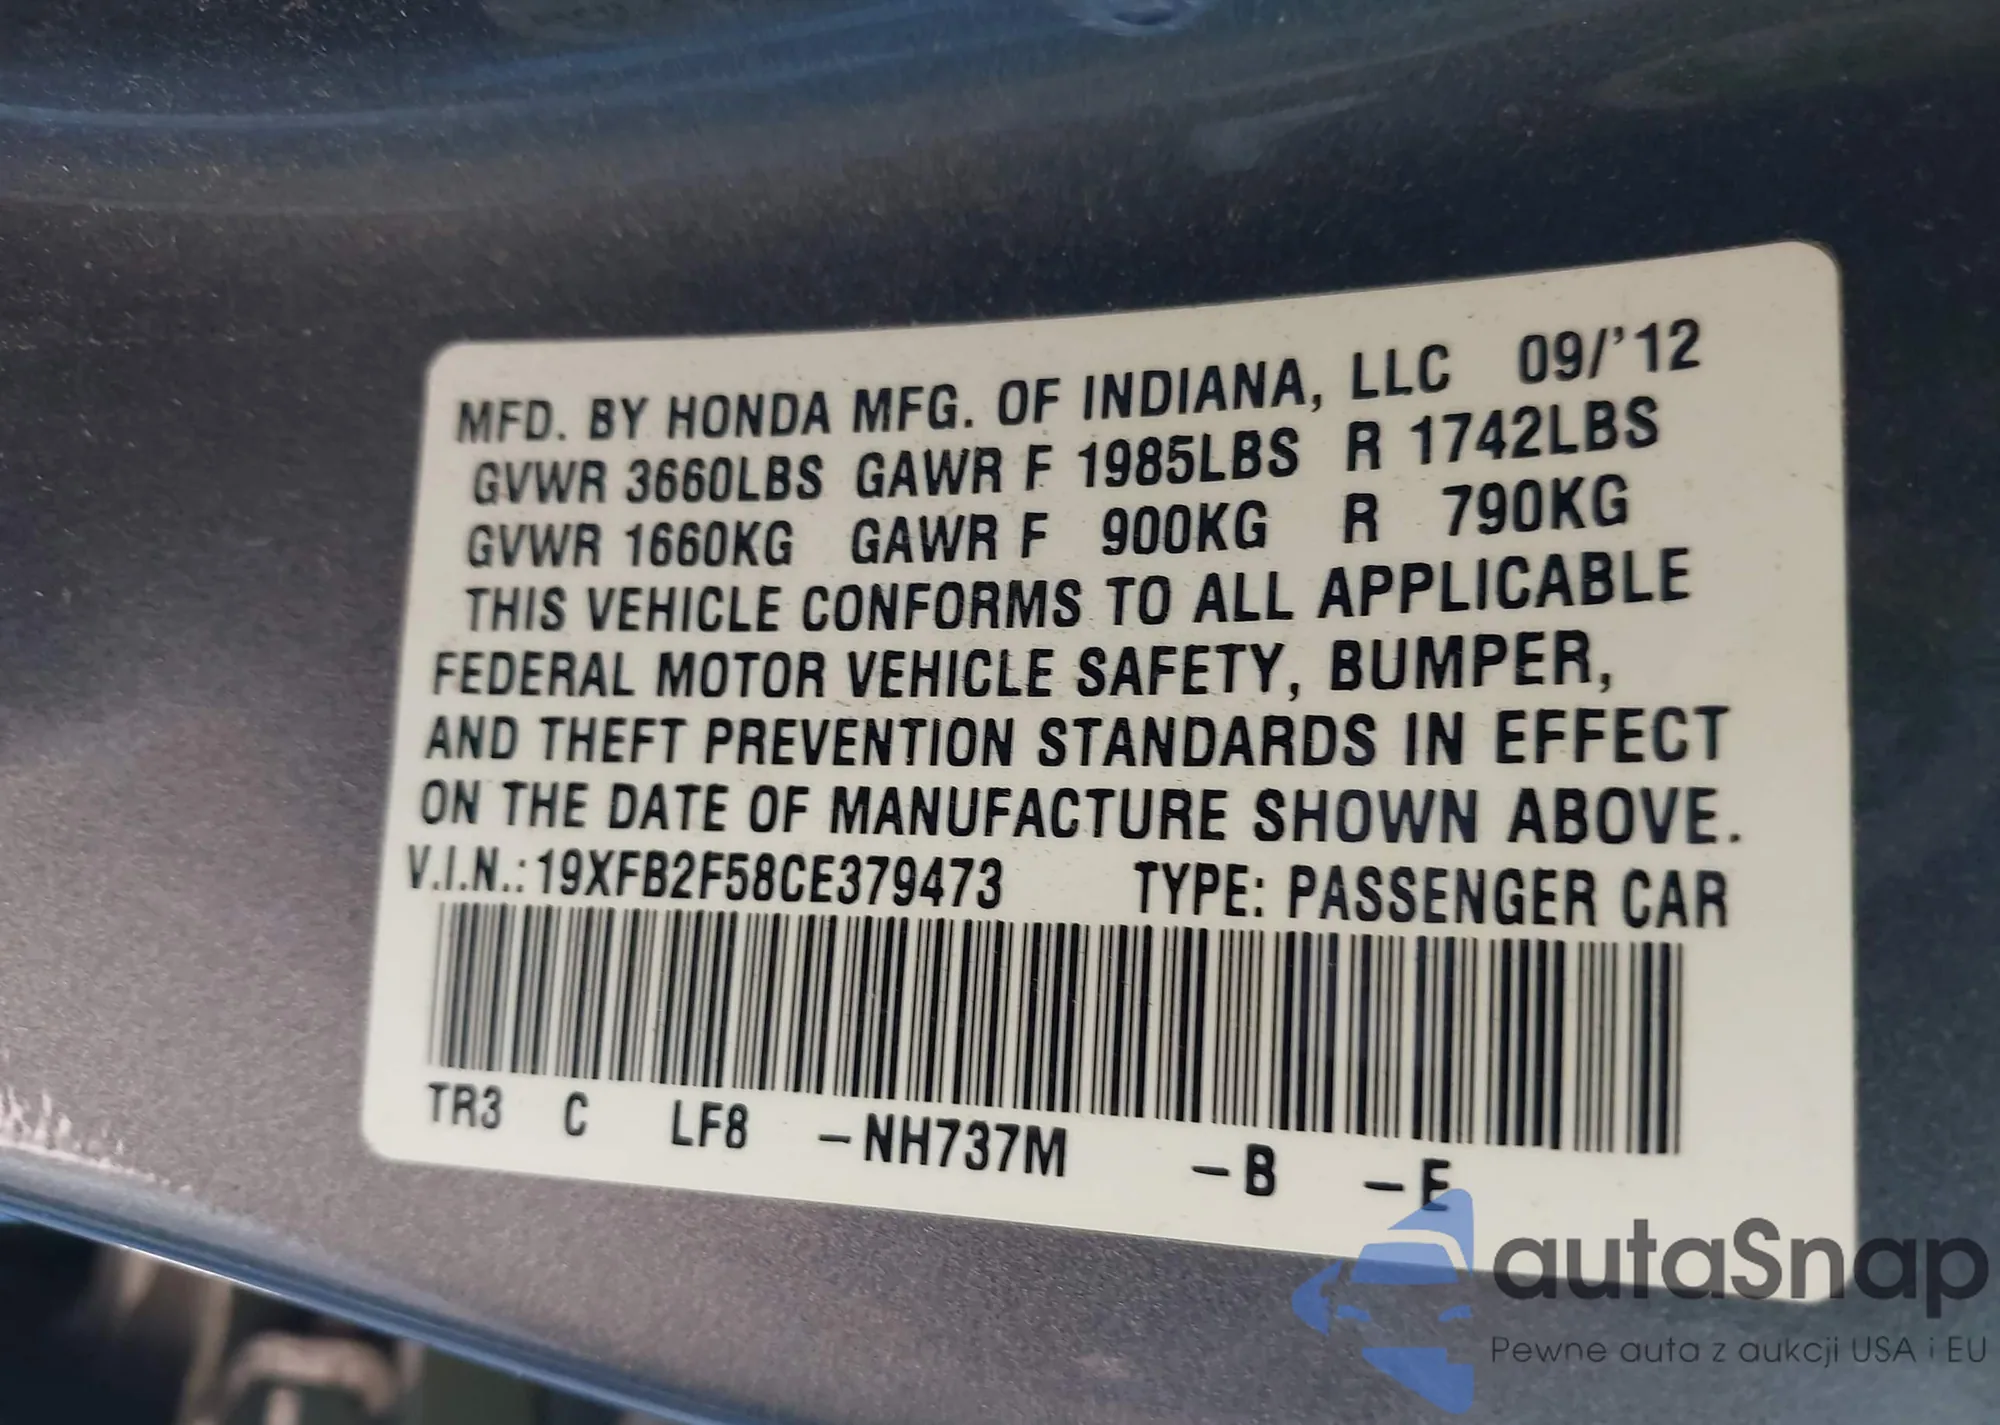 MFD. BY HONDA MFG. OF INDIANA, LLC 09/'12
GVWR 3660LBS GAWR F 1985LBS R 1742LBS
GVWR 1660KG GAWR F 900KG R 790KG
THIS VEHICLE CONFORMS TO ALL APPLICABLE
FEDERAL MOTOR VEHICLE SAFETY, BUMPER,
AND THEFT PREVENTION STANDARDS IN EFFECT
ON THE DATE OF MANUFACTURE SHOWN ABOVE.
V.I.N.: 19XFB2F58CE379473 TYPE: PASSENGER CAR
TR3 C LF8 –NH737M –B –E
autaSnap
Pewne auta z aukcji USA i EU